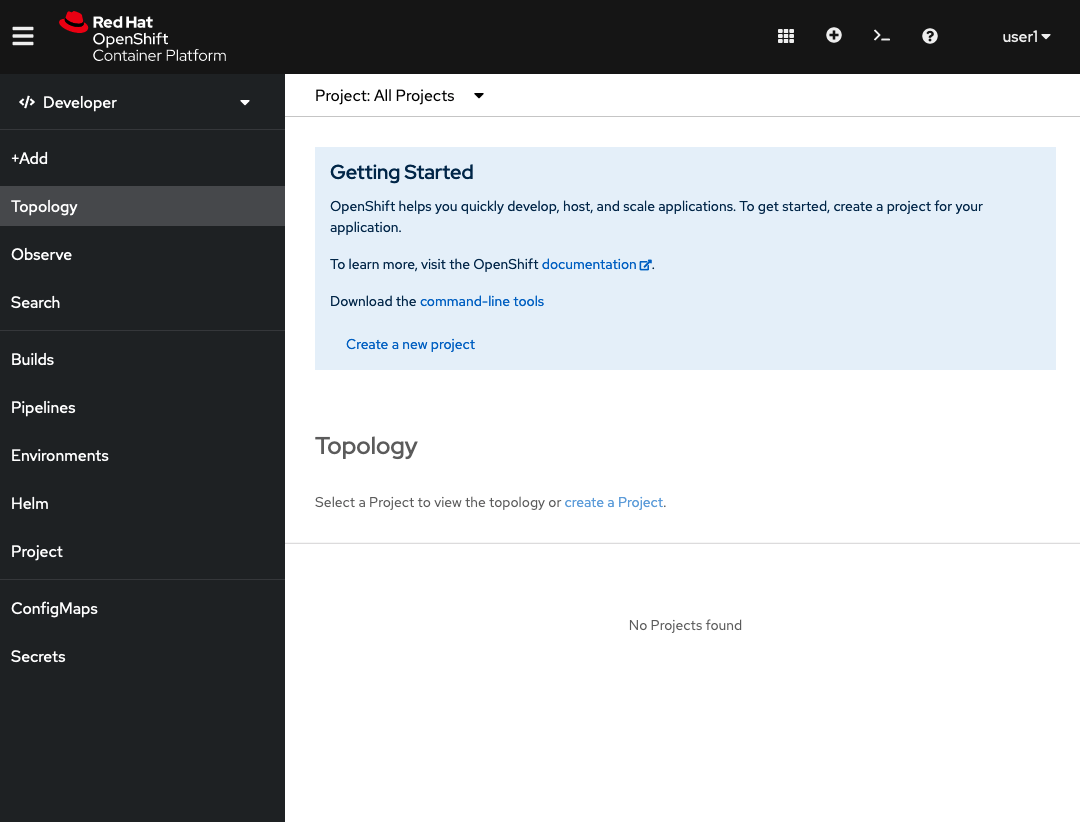 Red Hat
OpenShift
Container Platform
user1
Developer
+Add
Topology
Observe
Search
Builds
Pipelines
Environments
Helm
Project
ConfigMaps
Secrets
Project: All Projects
Getting Started
OpenShift helps you quickly develop, host, and scale applications. To get started, create a project for your
application.
To learn more, visit the OpenShift documentation.
Download the command-line tools
Create a new project
Topology
Select a Project to view the topology or create a Project.
No Projects found